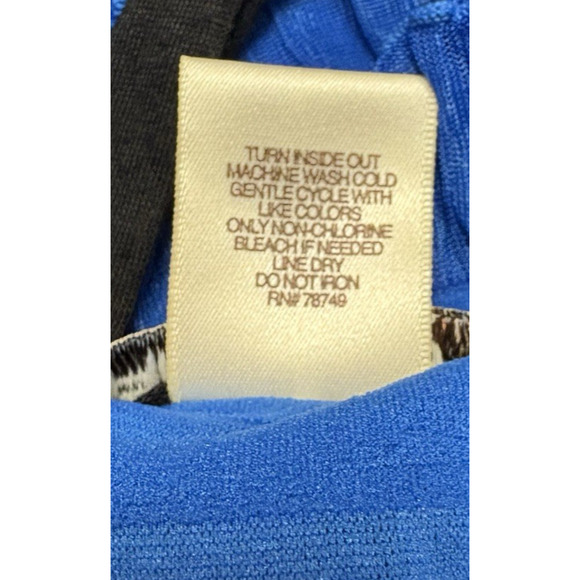 TURN INSIDE OUT
MACHINE WASH COLD
GENTLE CYCLE WITH
LIKE COLORS
ONLY NON-CHLORINE
BLEACH IF NEEDED
LINE DRY
DO NOT IRON
RN# 78749